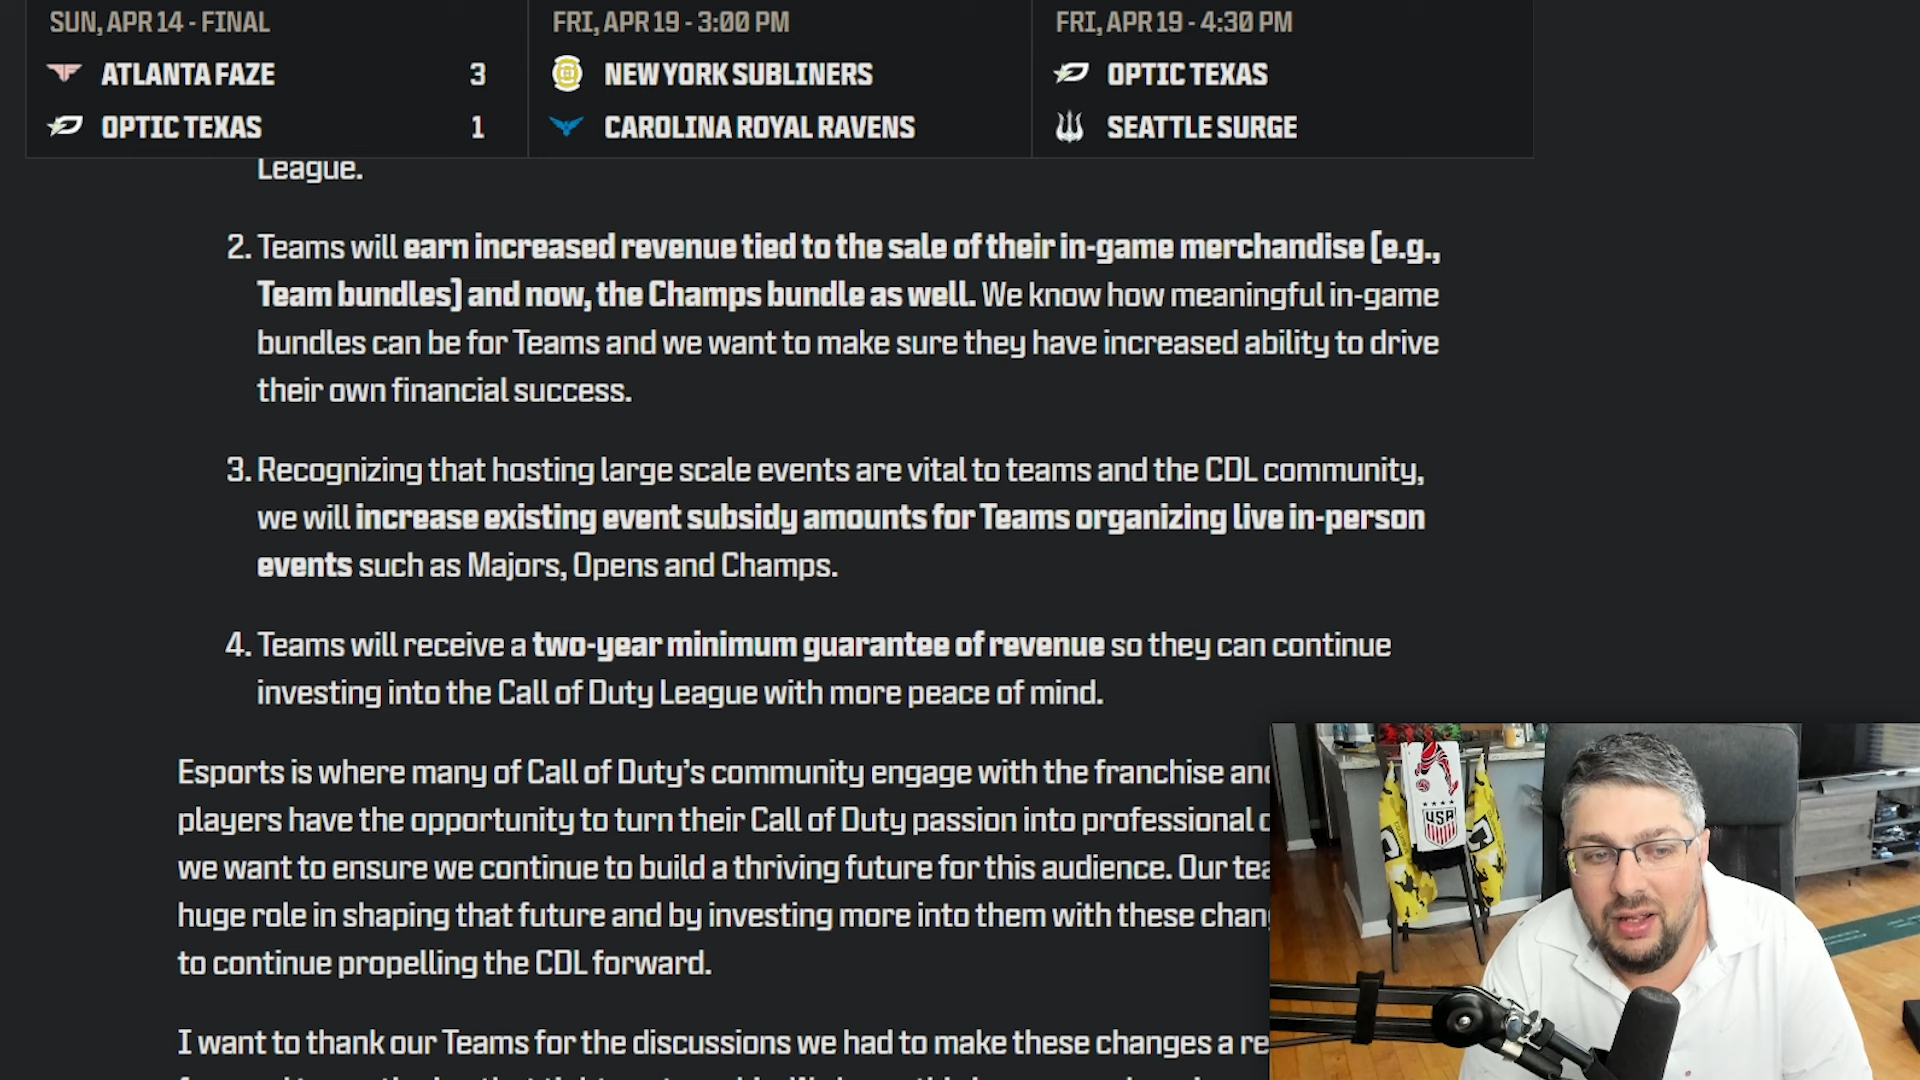 SUN, APR 14 - FINAL
ATLANTA FAZE 3
OPTIC TEXAS 1
FRI, APR 19 - 3:00 PM
NEW YORK SUBLINERS
CAROLINA ROYAL RAVENS
FRI, APR 19 - 4:30 PM
OPTIC TEXAS
SEATTLE SURGE
League.
2. Teams will earn increased revenue tied to the sale of their in-game merchandise (e.g.,
Team bundles) and now, the Champs bundle as well. We know how meaningful in-game
bundles can be for Teams and we want to make sure they have increased ability to drive
their own financial success.
3. Recognizing that hosting large scale events are vital to teams and the CDL community,
we will increase existing event subsidy amounts for Teams organizing live in-person
events such as Majors, Opens and Champs.
4. Teams will receive a two-year minimum guarantee of revenue so they can continue
investing into the Call of Duty League with more peace of mind.
Esports is where many of Call of Duty's community engage with the franchise
players have the opportunity to turn their Call of Duty passion into professional
we want to ensure we continue to build a thriving future for this audience. Our
huge role in shaping that future and by investing more into them with these
to continue propelling the CDL forward.
I want to thank our Teams for the discussions we had to make these changes a
USA